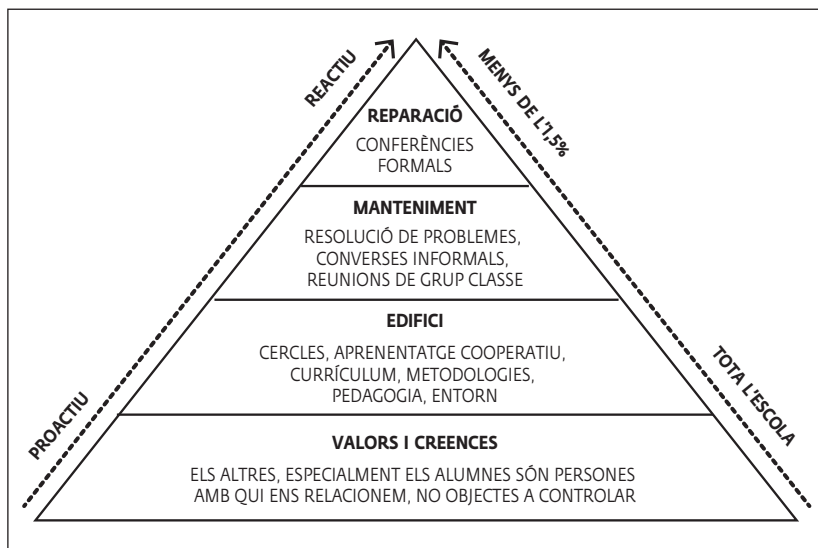 REACTIU
MENYS DE L'1,5%
REPARACIÓ
CONFERÈNCIES
FORMALS
MANTENIMENT
RESOLUCIÓ DE PROBLEMES,
CONVERSES INFORMALS,
REUNIONS DE GRUP CLASSE
EDIFICI
CERCLES, APRENENTATGE COOPERATIU,
CURRÍCULUM, METODOLOGIES,
PEDAGOGIA, ENTORN
PROACTIU
TOTA L'ESCOLA
VALORS I CREENCES
ELS ALTRES, ESPECIALMENT ELS ALUMNES SÓN PERSONES
AMB QUI ENS RELACIONEM, NO OBJECTES A CONTROLAR